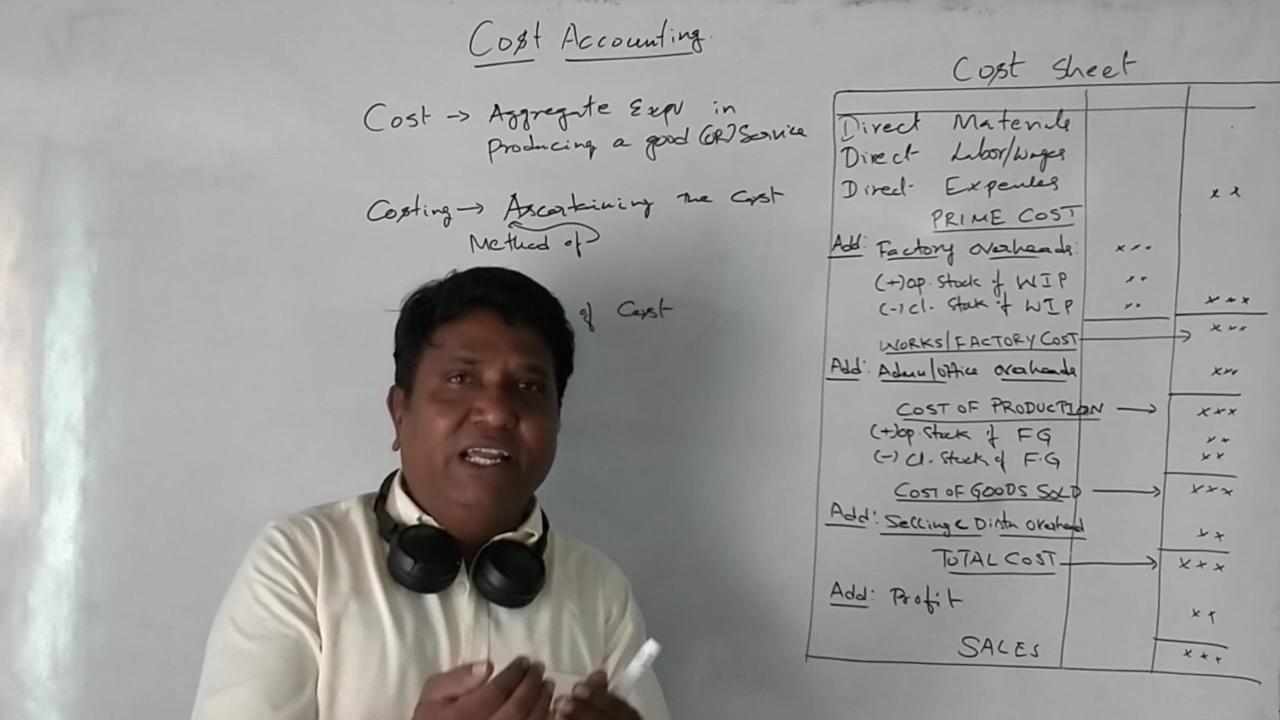 Cost Accounting.
Cost → Aggregate Expr in
producing a good (OR) Service
Costing → Ascertaining the Cost
Method of
of Cost
Cost Sheet
Direct Materials
Direct Labor/Wages
Direct Expenses x x
PRIME COST
Add: Factory overheads: x x x
(+) op. Stock of WIP x x
(-) cl. Stock of WIP x x x x x
WORKS/FACTORY COST → x x x
Add: Admn/office overheads x x x
COST OF PRODUCTION → x x x
(+) op. Stock of FG x x
(-) Cl. Stock of F.G x x
COST OF GOODS SOLD → x x x
Add: Selling & Distn overhead x x
TOTAL COST → x x x
Add: Profit x x
SALES x x x